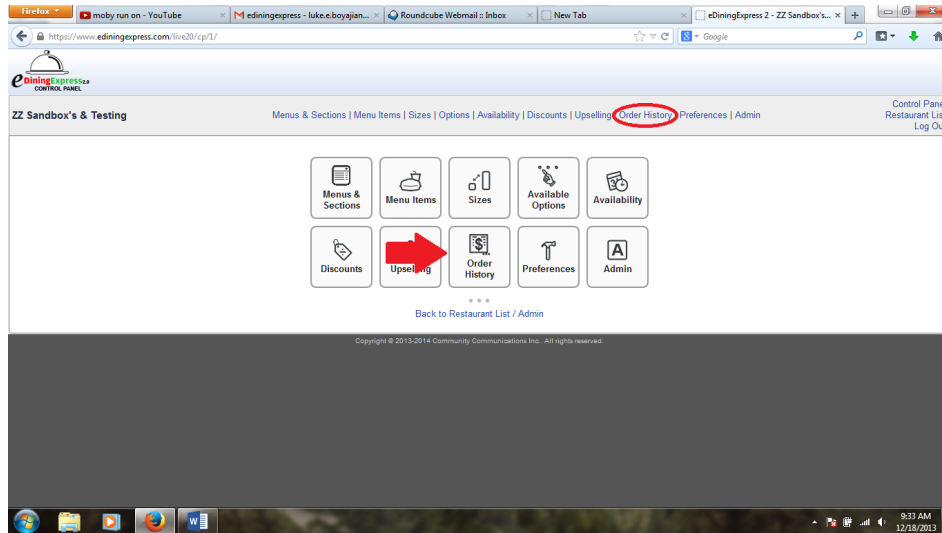 Firefox
moby run on - YouTube
ediningexpress - luke.e.boyajian...
Roundcube Webmail :: Inbox
New Tab
eDiningExpress 2 - ZZ Sandbox's...
https://www.ediningexpress.com/live20/cp/1/
Google
eDiningExpress 2.0
CONTROL PANEL
ZZ Sandbox's & Testing
Menus & Sections | Menu Items | Sizes | Options | Availability | Discounts | Upselling Order History Preferences | Admin
Control Pane
Restaurant Lis
Log Ou
Menus &
Sections
Menu Items
Sizes
Available
Options
Availability
Discounts
Upselling
Order
History
Preferences
A
Admin
Back to Restaurant List / Admin
Copyright © 2013-2014 Community Communications Inc. All rights reserved.
9:33 AM
12/18/2013